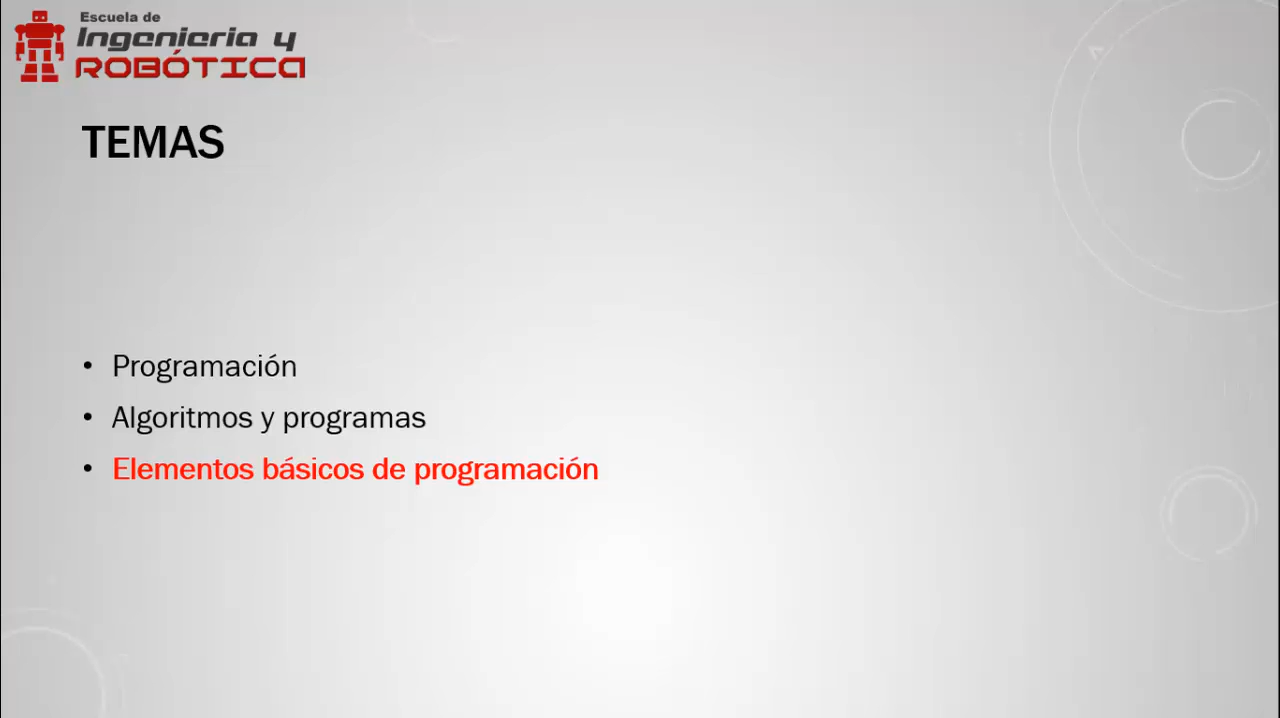 Escuela de
Ingenieria y
ROBÓTICA
TEMAS
• Programación
• Algoritmos y programas
• Elementos básicos de programación